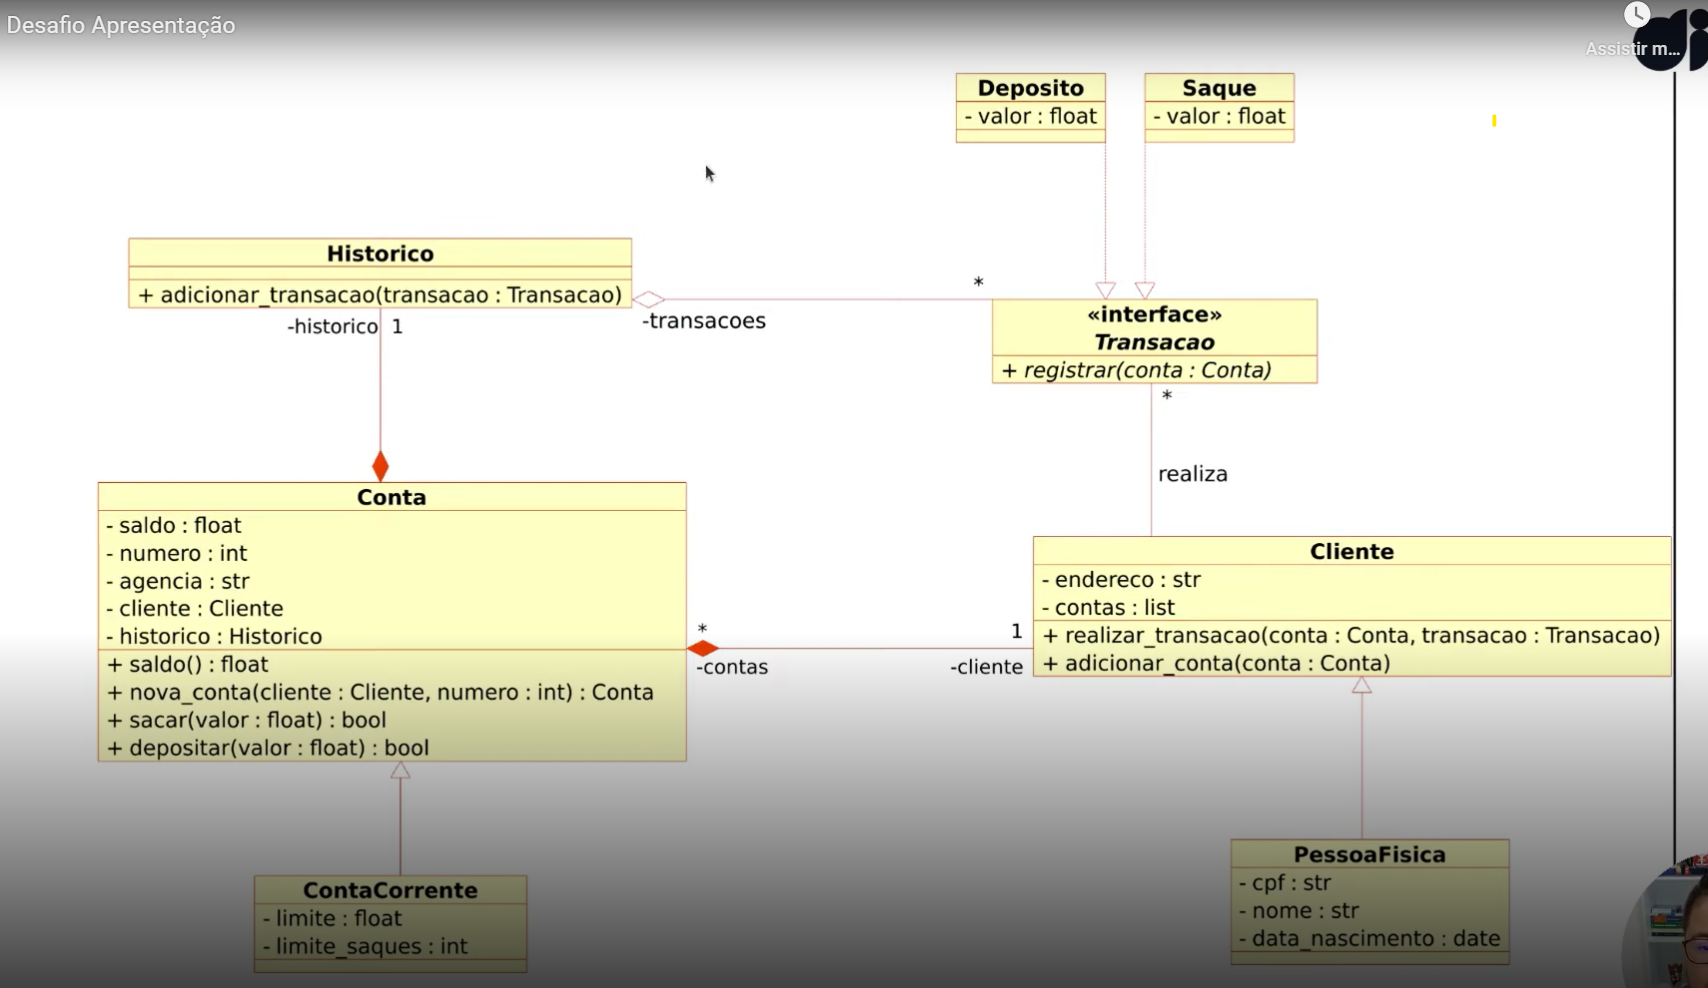 Desafio Apresentação
Assistir m...
Deposito
- valor : float
Saque
- valor : float
Historico
+ adicionar_transacao(transacao : Transacao)
-historico 1
*
-transacoes
«interface»
Transacao
+ registrar(conta : Conta)
*
realiza
Conta
- saldo : float
- numero : int
- agencia : str
- cliente : Cliente
- historico : Historico
+ saldo() : float
+ nova_conta(cliente : Cliente, numero : int) : Conta
+ sacar(valor : float) : bool
+ depositar(valor : float) : bool
*
-contas
1
-cliente
Cliente
- endereco : str
- contas : list
+ realizar_transacao(conta : Conta, transacao : Transacao)
+ adicionar_conta(conta : Conta)
ContaCorrente
- limite : float
- limite_saques : int
PessoaFisica
- cpf : str
- nome : str
- data_nascimento : date